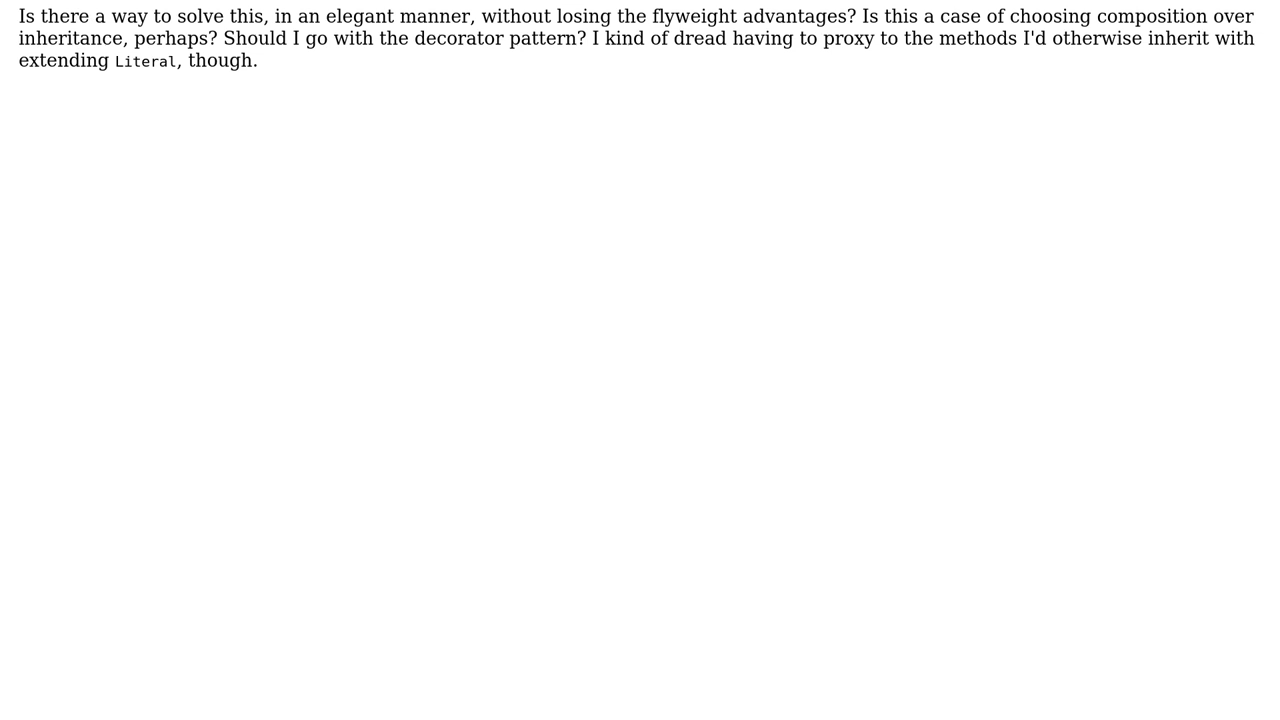 Is there a way to solve this, in an elegant manner, without losing the flyweight advantages? Is this a case of choosing composition over
inheritance, perhaps? Should I go with the decorator pattern? I kind of dread having to proxy to the methods I'd otherwise inherit with
extending Literal, though.